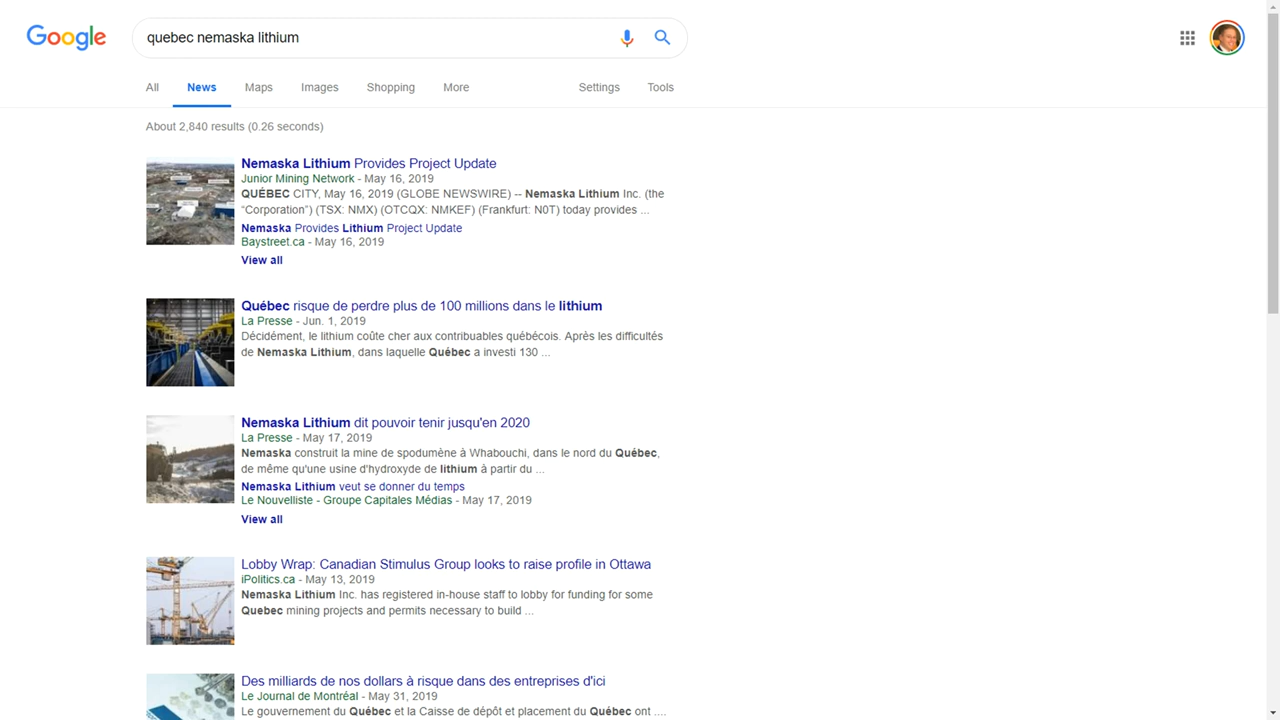 Google
quebec nemaska lithium
All News Maps Images Shopping More Settings Tools
About 2,840 results (0.26 seconds)
Nemaska Lithium Provides Project Update
Junior Mining Network - May 16, 2019
QUÉBEC CITY, May 16, 2019 (GLOBE NEWSWIRE) -- Nemaska Lithium Inc. (the
“Corporation”) (TSX: NMX) (OTCQX: NMKEF) (Frankfurt: N0T) today provides ...
Nemaska Provides Lithium Project Update
Baystreet.ca - May 16, 2019
View all
Québec risque de perdre plus de 100 millions dans le lithium
La Presse - Jun. 1, 2019
Décidément, le lithium coûte cher aux contribuables québécois. Après les difficultés
de Nemaska Lithium, dans laquelle Québec a investi 130 ...
Nemaska Lithium dit pouvoir tenir jusqu'en 2020
La Presse - May 17, 2019
Nemaska construit la mine de spodumène à Whabouchi, dans le nord du Québec,
de même qu'une usine d'hydroxyde de lithium à partir du ...
Nemaska Lithium veut se donner du temps
Le Nouvelliste - Groupe Capitales Médias - May 17, 2019
View all
Lobby Wrap: Canadian Stimulus Group looks to raise profile in Ottawa
iPolitics.ca - May 13, 2019
Nemaska Lithium Inc. has registered in-house staff to lobby for funding for some
Quebec mining projects and permits necessary to build ...
Des milliards de nos dollars à risque dans des entreprises d'ici
Le Journal de Montréal - May 31, 2019
Le gouvernement du Québec et la Caisse de dépôt et placement du Québec ont ....